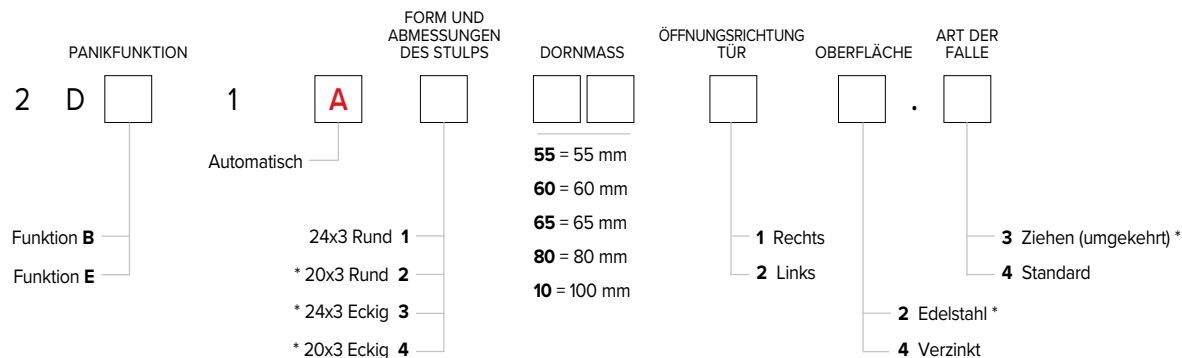 PANIKFUNKTION
FORM UND
ABMESSUNGEN
DES STULPS
DORNMASS
ÖFFNUNGSRICHTUNG
TÜR
OBERFLÄCHE
ART DER
FALLE
2 D 1 A .
Automatisch
Funktion B
Funktion E
24x3 Rund 1
* 20x3 Rund 2
* 24x3 Eckig 3
* 20x3 Eckig 4
55 = 55 mm
60 = 60 mm
65 = 65 mm
80 = 80 mm
10 = 100 mm
1 Rechts
2 Links
2 Edelstahl *
4 Verzinkt
3 Ziehen (umgekehrt) *
4 Standard